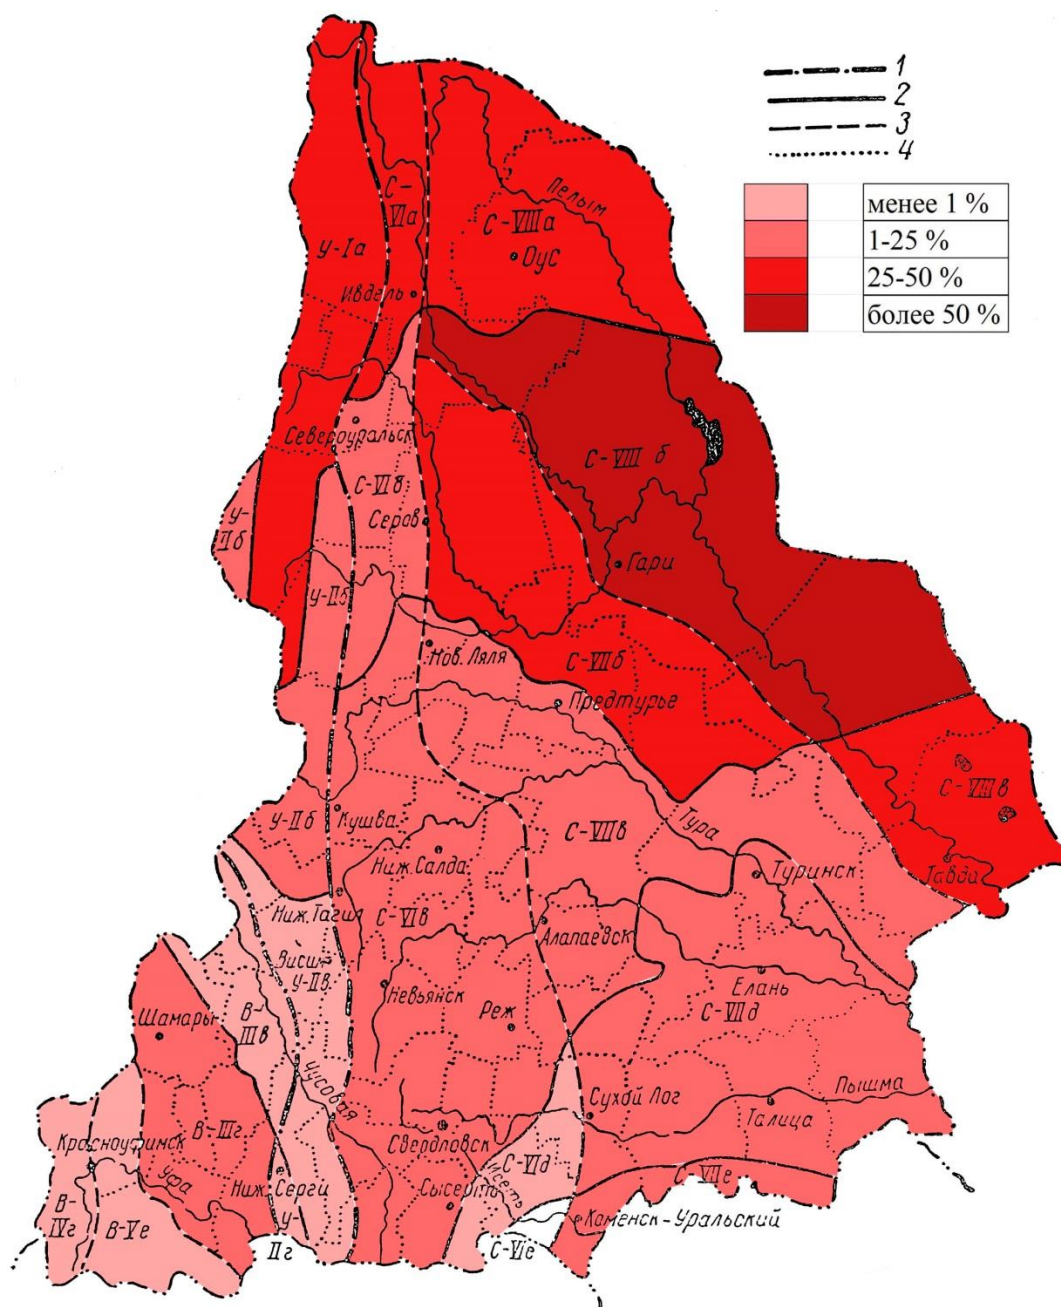 1
2
3
4
менее 1 %
1-25 %
25-50 %
более 50 %
Пелым
С-
VIа
С-VIIIа
У-Iа
Оус
Ивдель
Североуральск
С-VIIIб
С-VIв
У-
IIб
Серов
Гари
У-IIб
Нов. Ляля
С-VIIб
Предтурье
С-VIIIв
У-IIб
Кушва
С-VIIв
Тура
Ниж. Салда
Туринск
Тавда
Ниж. Тагил
С-VIв
Алапаевск
Висим
У-IIв
Невьянск
Елань
С-VIIд
В-
IIIв
Реж
Шамары
Чусовая
Сухой Лог
Пышма
Талица
Красноуфимск
В-IIIг
Свердловск
С-VIд
Уфа
Ниж. Серги
Сысерть
Исеть
С-VIIе
В-
IVг
В-Vе
У-
IIг
Каменск-Уральский
С-VIе